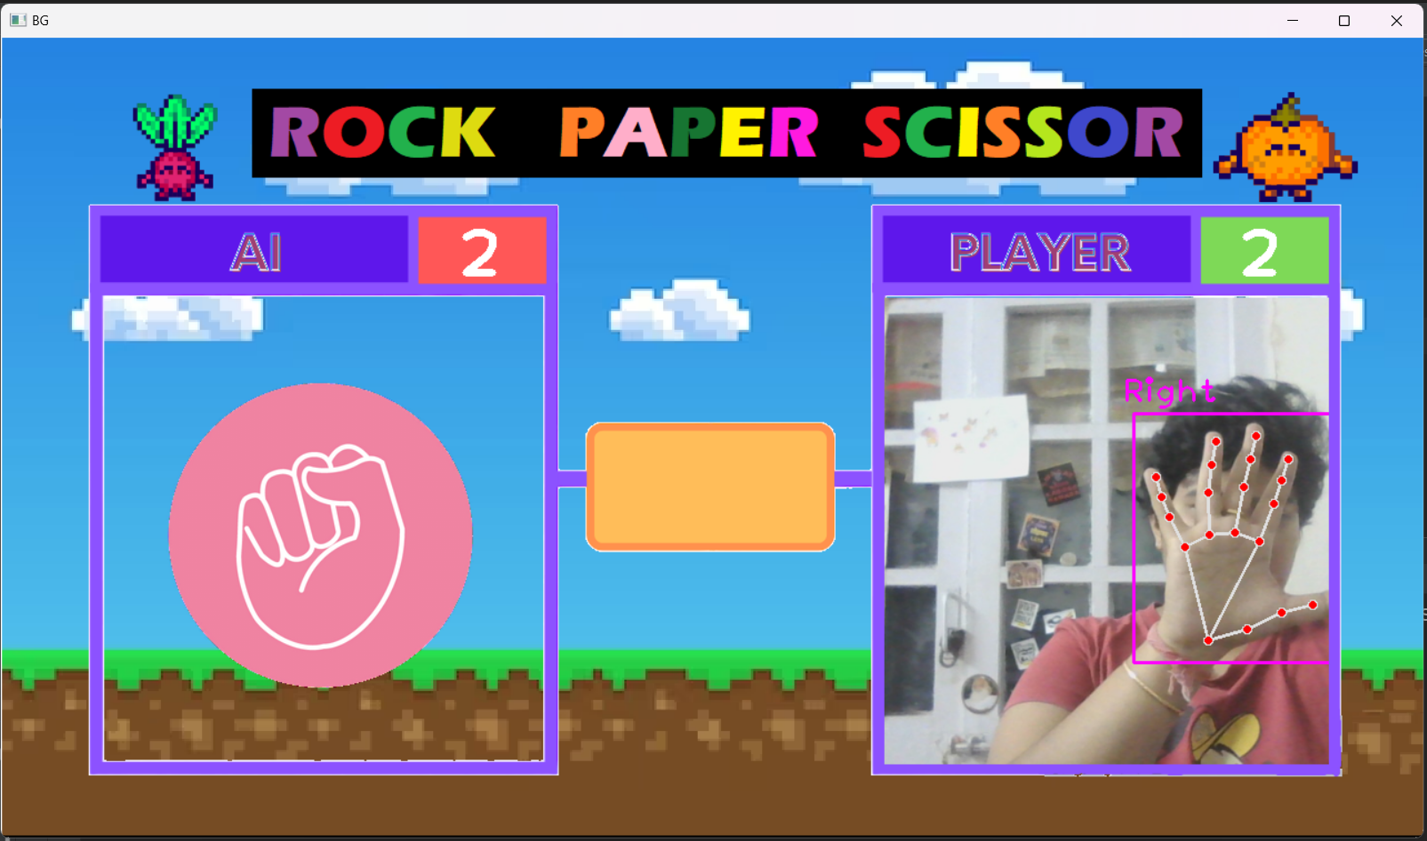 BG
ROCK PAPER SCISSOR
AI 2
PLAYER 2
Right